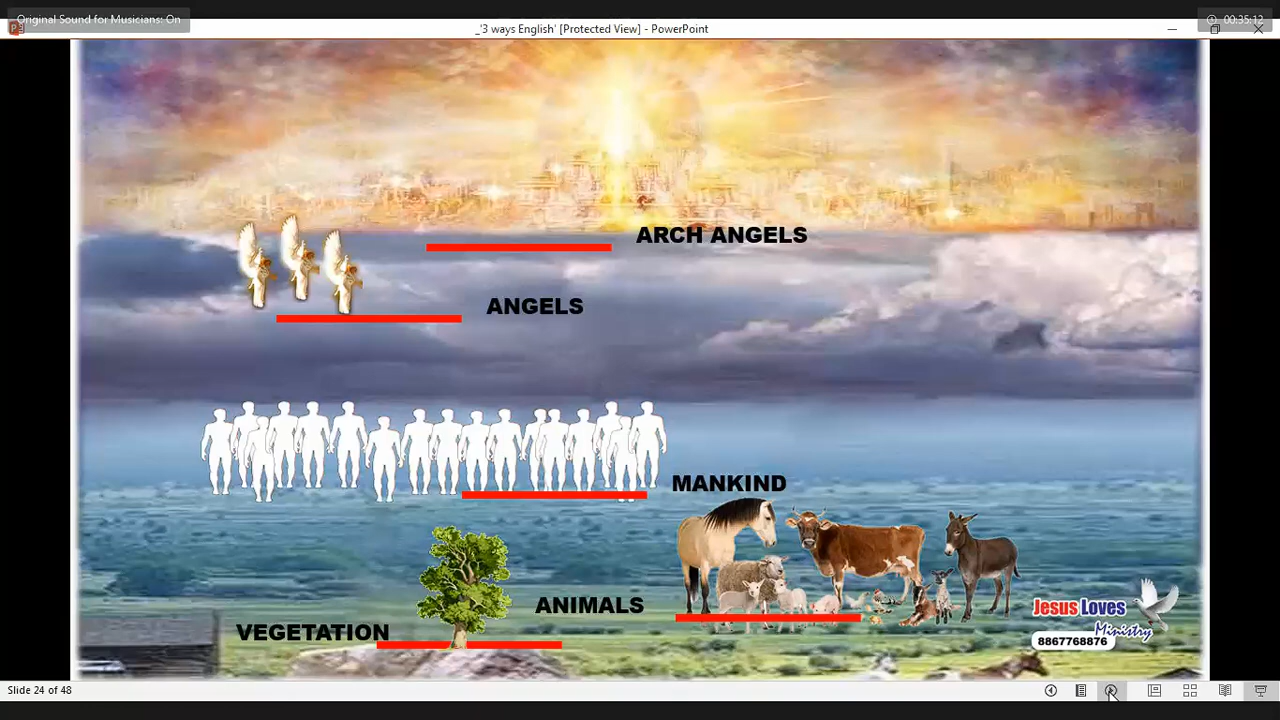 Original Sound for Musicians: On
00:35:12
_'3 ways English' [Protected View] - PowerPoint
ARCH ANGELS
ANGELS
MANKIND
ANIMALS
VEGETATION
Jesus Loves
Ministry
8867768876
Slide 24 of 48